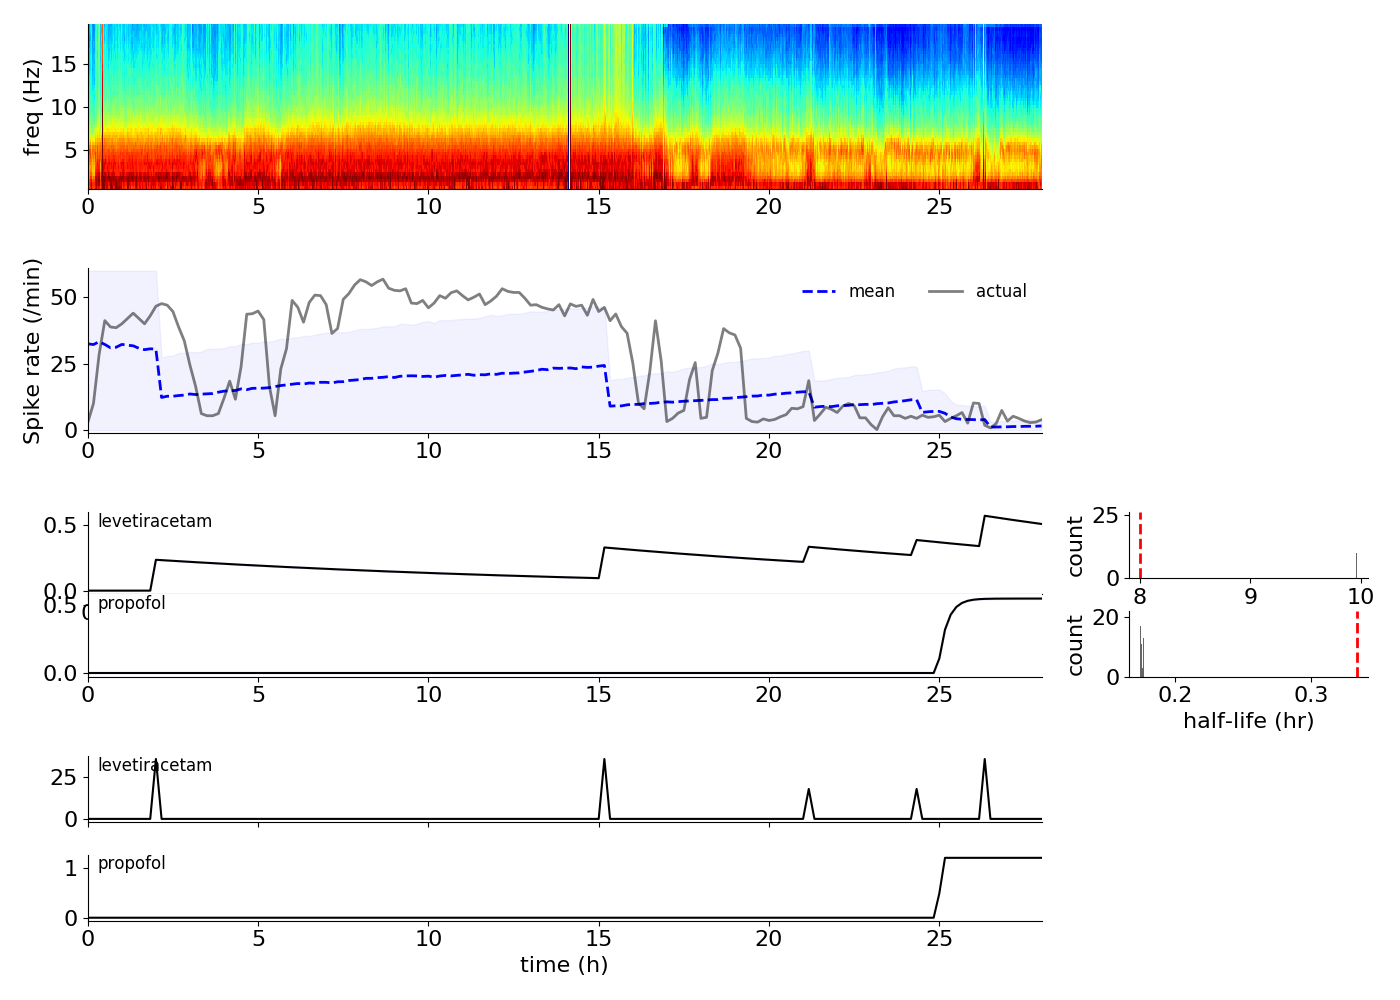 freq (Hz)
15
10
5
0 5 10 15 20 25
Spike rate (/min)
50
25
0
mean
actual
0 5 10 15 20 25
levetiracetam
0.5
0.0
0
propofol
0.5
0.0
0 5 10 15 20 25
count
25
0
8 9 10
count
20
0
0.2 0.3
half-life (hr)
levetiracetam
25
0
propofol
1
0
0 5 10 15 20 25
time (h)